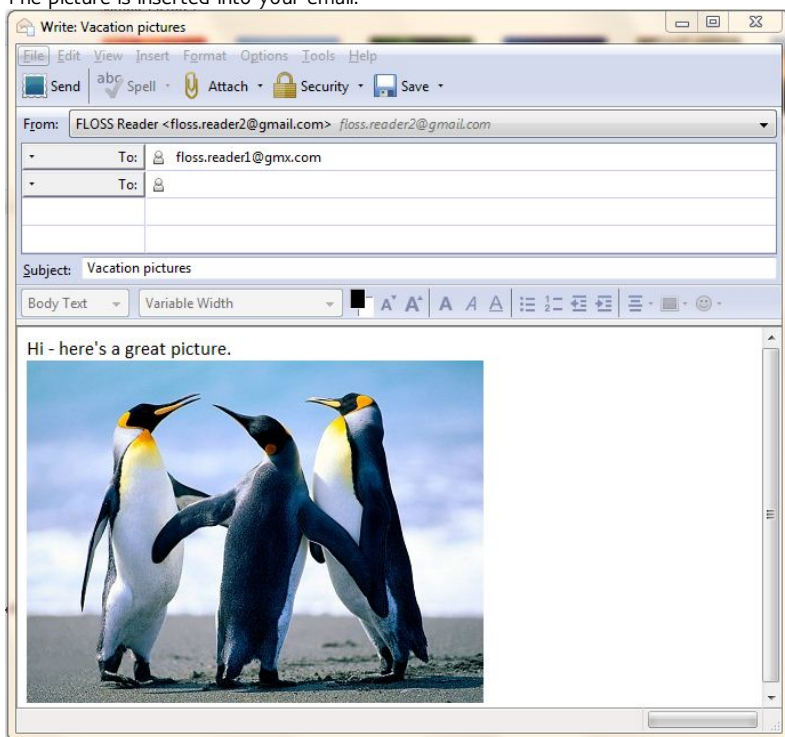 The picture is inserted into your email.
Write: Vacation pictures
File Edit View Insert Format Options Tools Help
Send abc Spell Attach Security Save
From: FLOSS Reader <floss.reader2@gmail.com> floss.reader2@gmail.com
To: floss.reader1@gmx.com
To:
Subject: Vacation pictures
Body Text Variable Width A A A A A
Hi - here's a great picture.